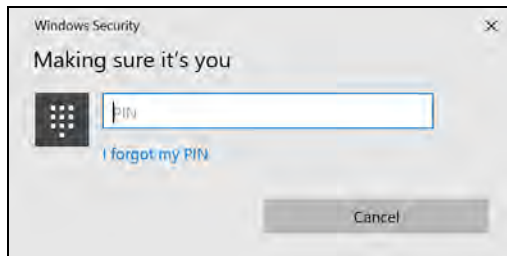 Windows Security
Making sure it's you
PIN
I forgot my PIN
Cancel